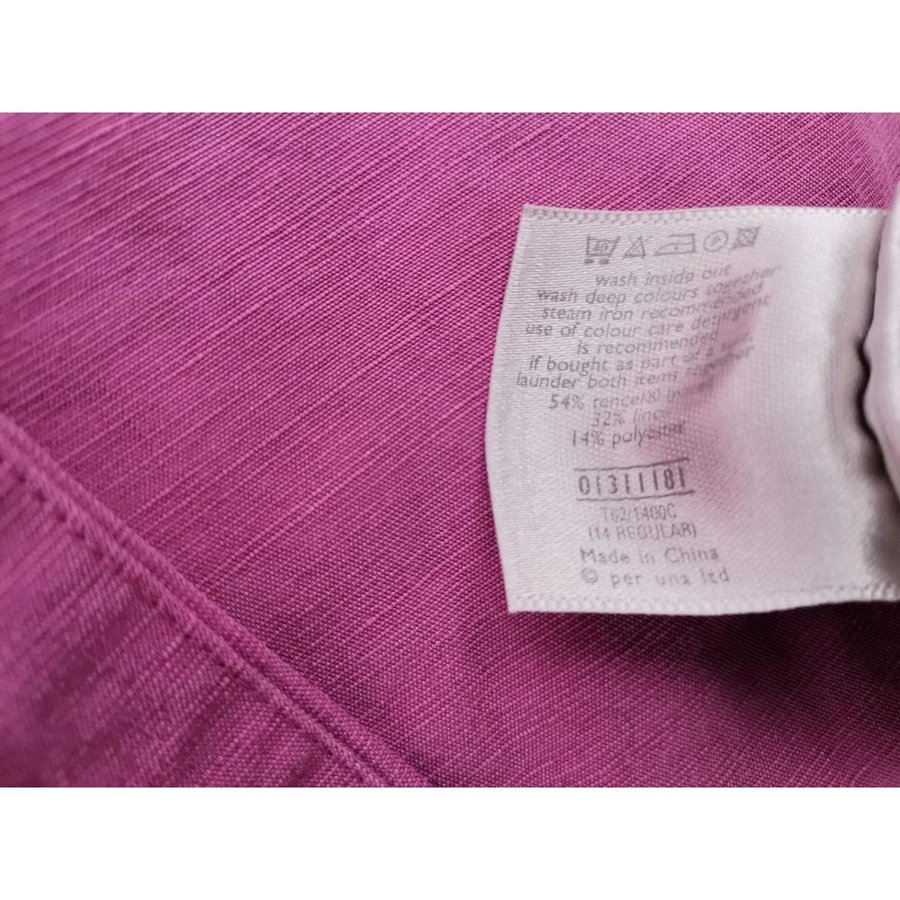 wash inside out
wash deep colours together
steam iron recommended
use of colour care detergent
is recommended
if bought as part of a
launder both items together
54% tencel®
32%
14% polyester
01311181
T62/1400C
(14 REGULAR)
Made in China
© per una ltd